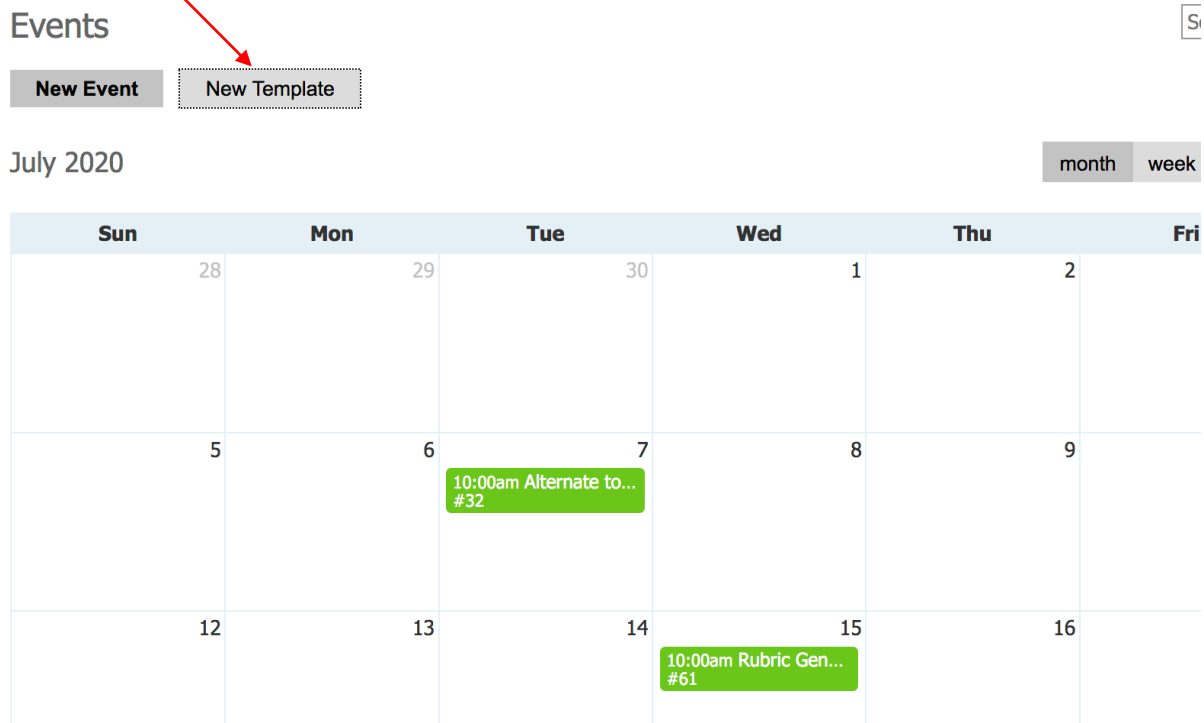 Events
New Event New Template
July 2020
month week
Sun Mon Tue Wed Thu Fri
28 29 30 1 2
5 6 7 8 9
10:00am Alternate to...
#32
12 13 14 15 16
10:00am Rubric Gen...
#61